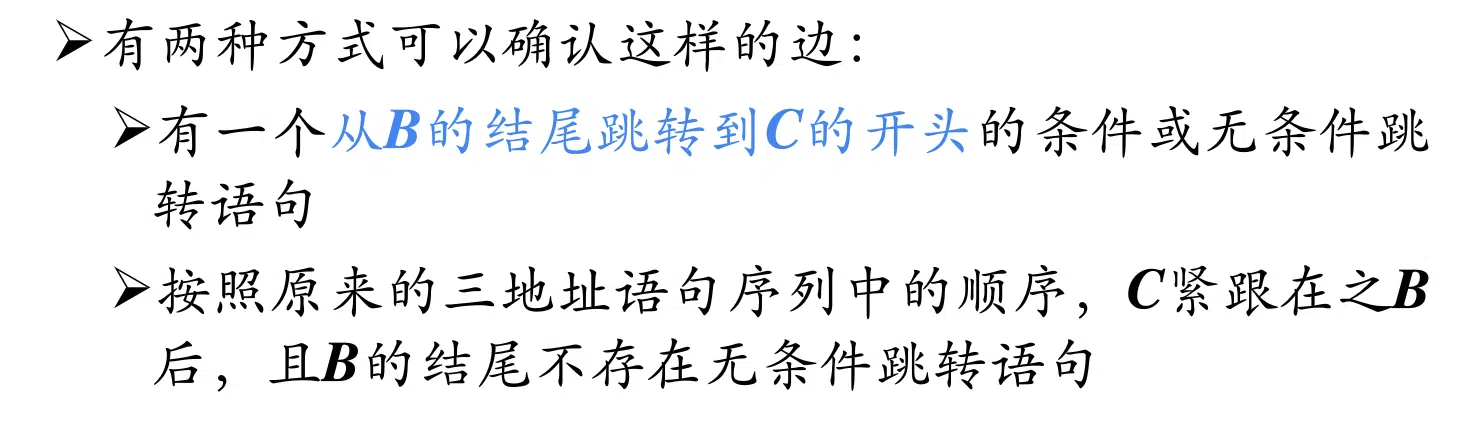 ➢有两种方式可以确认这样的边：
➢有一个从B的结尾跳转到C的开头的条件或无条件跳
转语句
➢按照原来的三地址语句序列中的顺序，C紧跟在之B
后，且B的结尾不存在无条件跳转语句